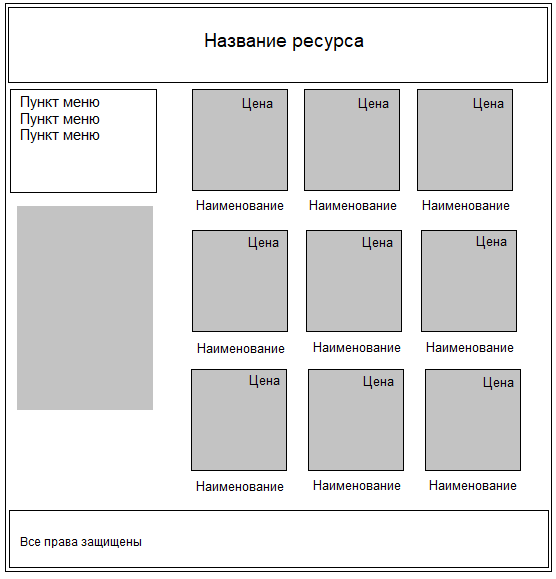 Название ресурса
Пункт меню
Пункт меню
Пункт меню
Цена
Цена
Цена
Наименование
Наименование
Наименование
Цена
Цена
Цена
Наименование
Наименование
Наименование
Цена
Цена
Цена
Наименование
Наименование
Наименование
Все права защищены